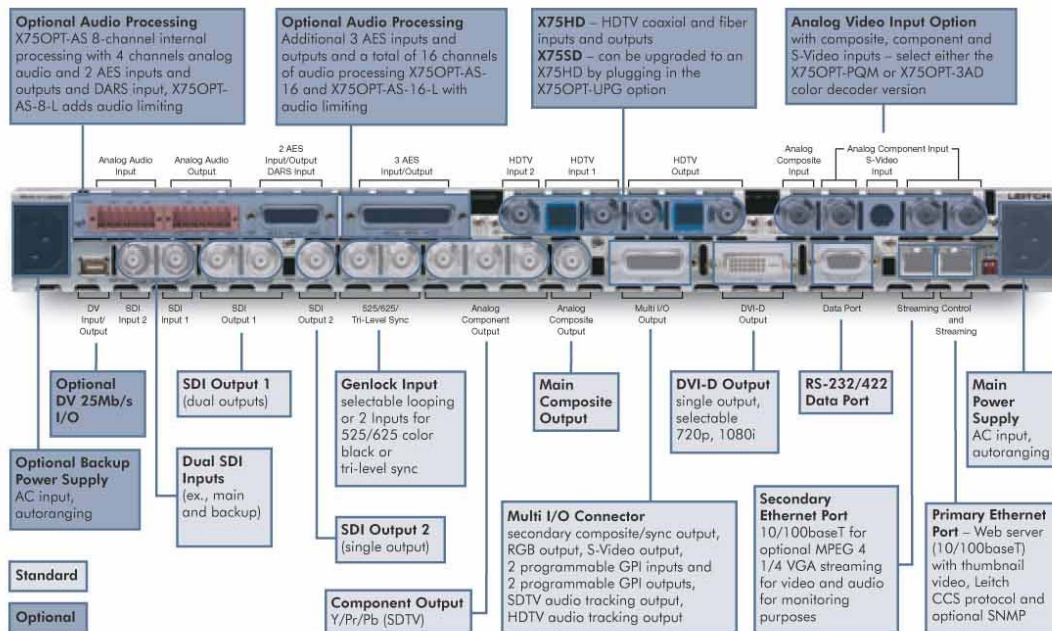 Optional Audio Processing
X75OPT-AS 8-channel internal
processing with 4 channels analog
audio and 2 AES inputs and
outputs and DARS input, X75OPT-
AS-8-L adds audio limiting
Optional Audio Processing
Additional 3 AES inputs and
outputs and a total of 16 channels
of audio processing X75OPT-AS-
16 and X75OPT-AS-16-L with
audio limiting
X75HD – HDTV coaxial and fiber
inputs and outputs
X75SD – can be upgraded to an
X75HD by plugging in the
X75OPT-UPG option
Analog Video Input Option
with composite, component and
S-Video inputs – select either the
X75OPT-PQM or X75OPT-3AD
color decoder version
Analog Audio
Input
Analog Audio
Output
2 AES
Input/Output
DARS Input
3 AES
Input/Output
HDTV
Input 2
HDTV
Input 1
HDTV
Output
Analog
Composite
Input
Analog Component Input
S-Video
Input
LEITCH
DV
Input/
Output
SDI
Input 2
SDI
Input 1
SDI
Output 1
SDI
Output 2
525/625/
Tri-Level Sync
Analog
Component
Output
Analog
Composite
Output
Multi I/O
Output
DVI-D
Output
Data Port
Streaming
Control
and
Streaming
Optional
DV 25Mb/s
I/O
SDI Output 1
(dual outputs)
Genlock Input
selectable looping
or 2 Inputs for
525/625 color
black or
tri-level sync
Main
Composite
Output
DVI-D Output
single output,
selectable
720p, 1080i
RS-232/422
Data Port
Main
Power
Supply
AC input,
autoranging
Optional Backup
Power Supply
AC input,
autoranging
Dual SDI
Inputs
(ex., main
and backup)
SDI Output 2
(single output)
Multi I/O Connector
secondary composite/sync output,
RGB output, S-Video output,
2 programmable GPI inputs and
2 programmable GPI outputs,
SDTV audio tracking output,
HDTV audio tracking output
Secondary
Ethernet Port
10/100baseT for
optional MPEG 4
1/4 VGA streaming
for video and audio
for monitoring
purposes
Primary Ethernet
Port – Web server
(10/100baseT)
with thumbnail
video, Leitch
CCS protocol and
optional SNMP
Standard
Optional
Component Output
Y/Pr/Pb (SDTV)